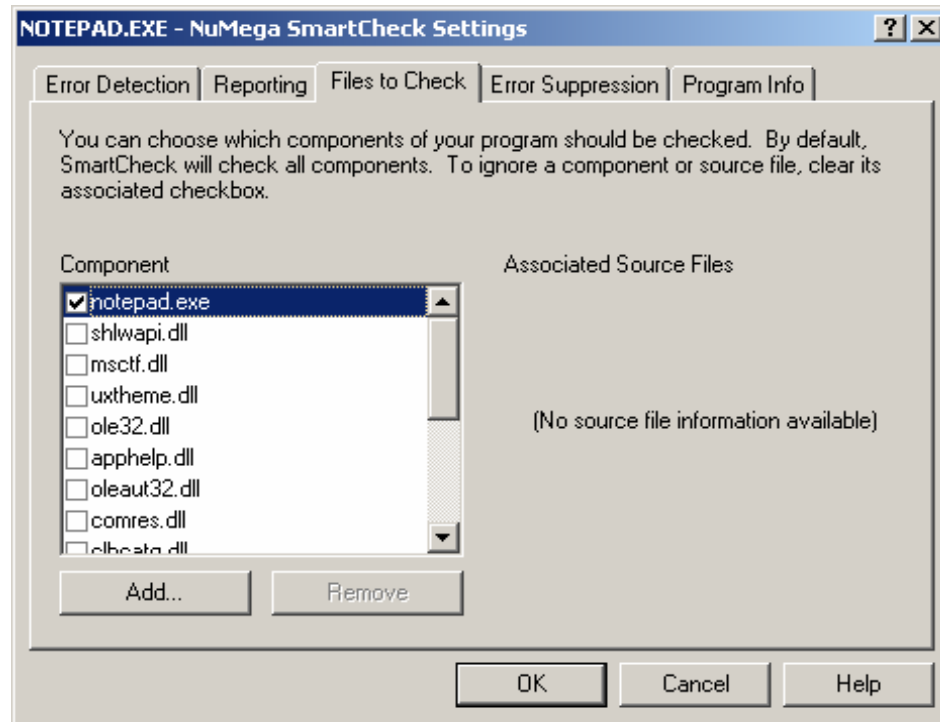 NOTEPAD.EXE - NuMega SmartCheck Settings
Error Detection
Reporting
Files to Check
Error Suppression
Program Info
You can choose which components of your program should be checked. By default,
SmartCheck will check all components. To ignore a component or source file, clear its
associated checkbox.
Component
Associated Source Files
notepad.exe
shlwapi.dll
msctf.dll
uxtheme.dll
ole32.dll
apphelp.dll
oleaut32.dll
comres.dll
clbcatq.dll
(No source file information available)
Add...
Remove
OK
Cancel
Help